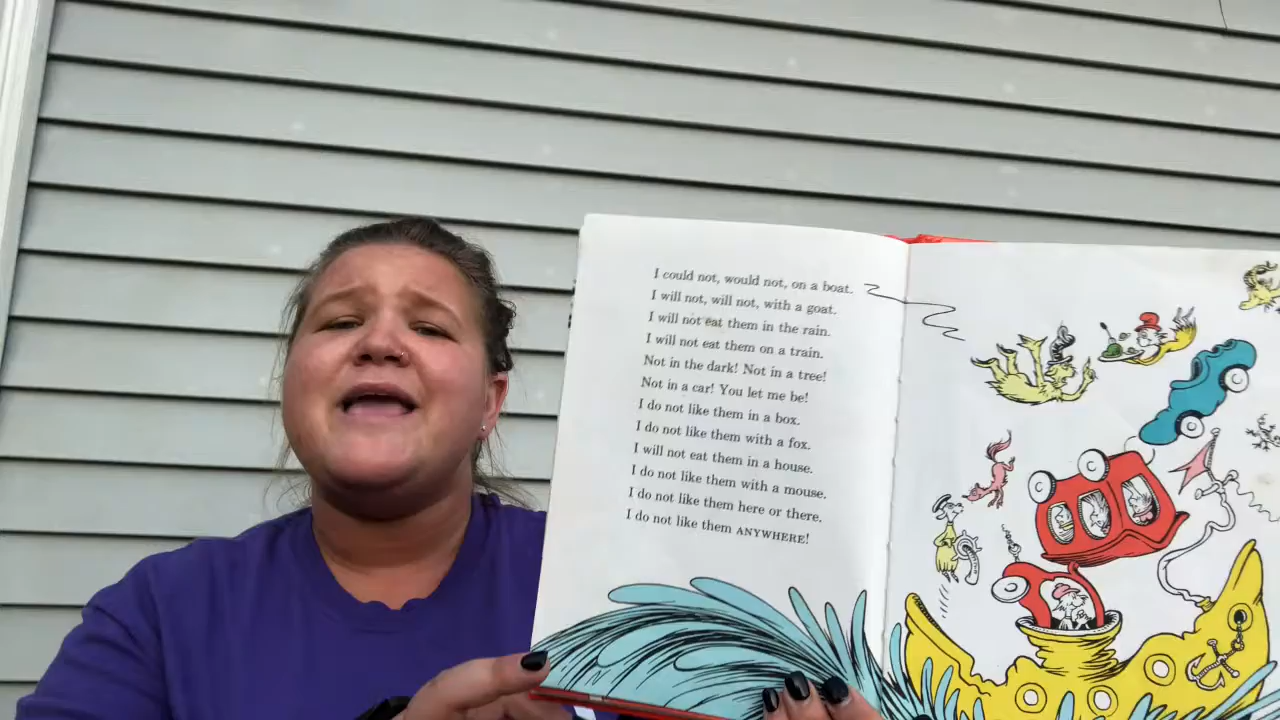 I could not, would not, on a boat.
I will not, will not, with a goat.
I will not eat them in the rain.
I will not eat them on a train.
Not in the dark! Not in a tree!
Not in a car! You let me be!
I do not like them in a box.
I do not like them with a fox.
I will not eat them in a house.
I do not like them with a mouse.
I do not like them here or there.
I do not like them ANYWHERE!